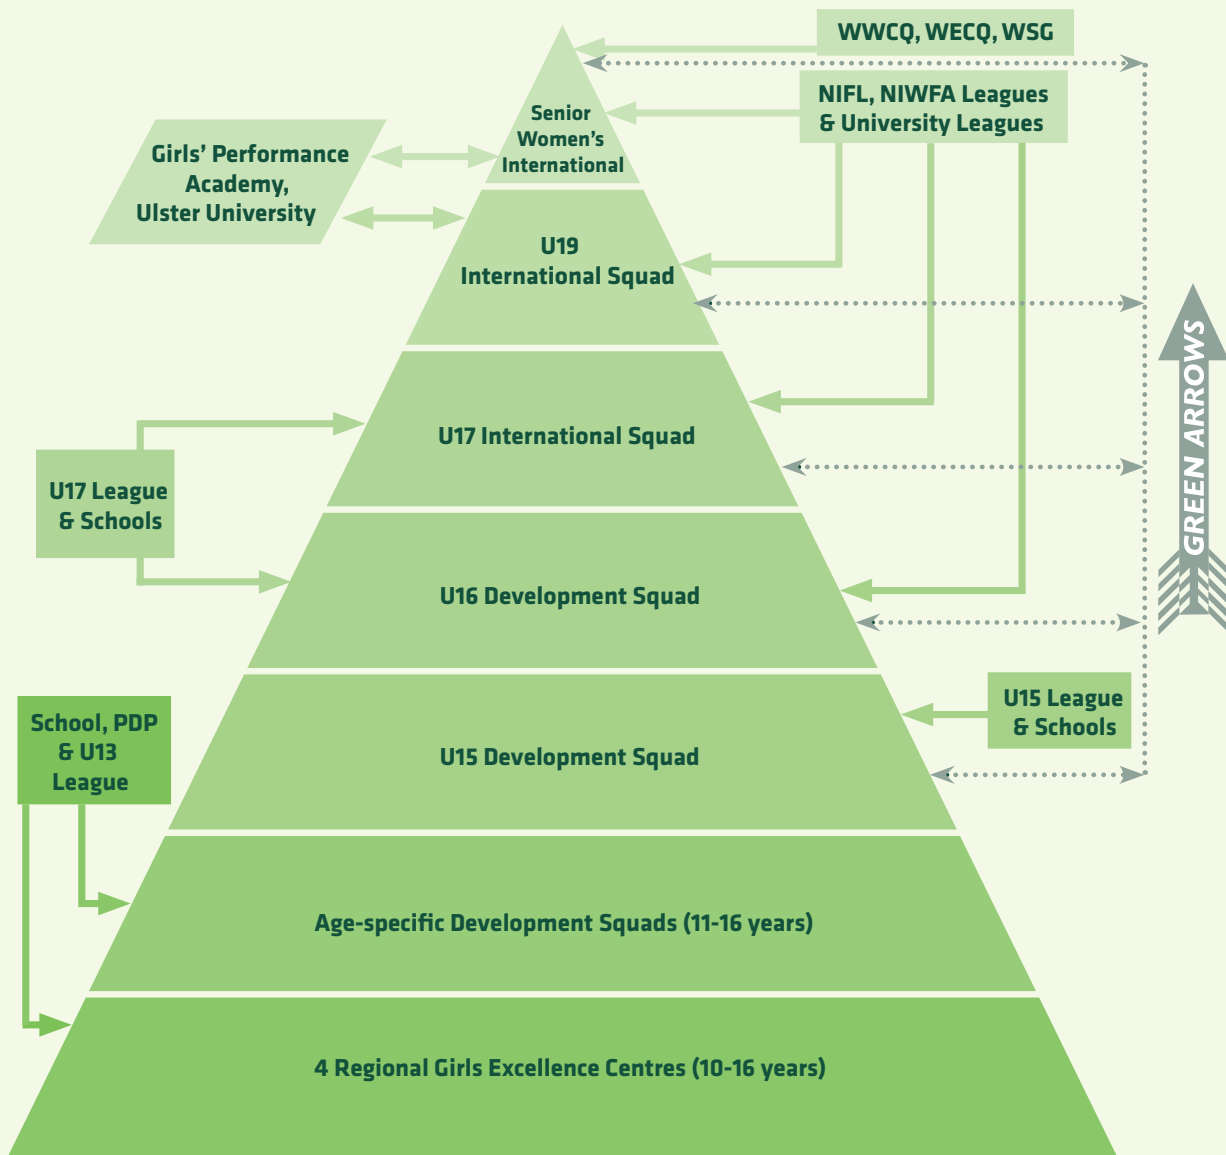 WWCQ, WECQ, WSG
NIFL, NIWFA Leagues
& University Leagues
Senior
Women’s
International
Girls’ Performance
Academy,
Ulster University
U19
International Squad
GREEN ARROWS
U17 International Squad
U17 League
& Schools
U16 Development Squad
U15 League
& Schools
School, PDP
& U13
League
U15 Development Squad
Age-specific Development Squads (11-16 years)
4 Regional Girls Excellence Centres (10-16 years)